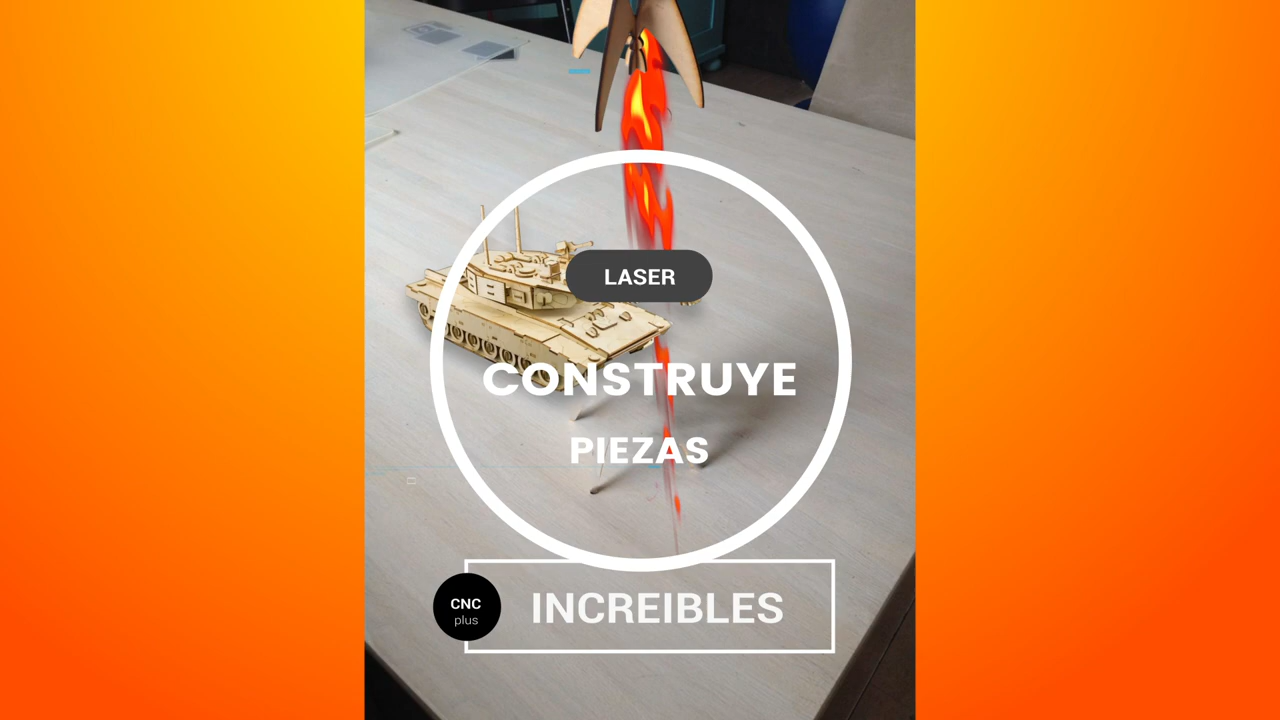 LASER
CONSTRUYE
PIEZAS
INCREIBLES
CNC
plus